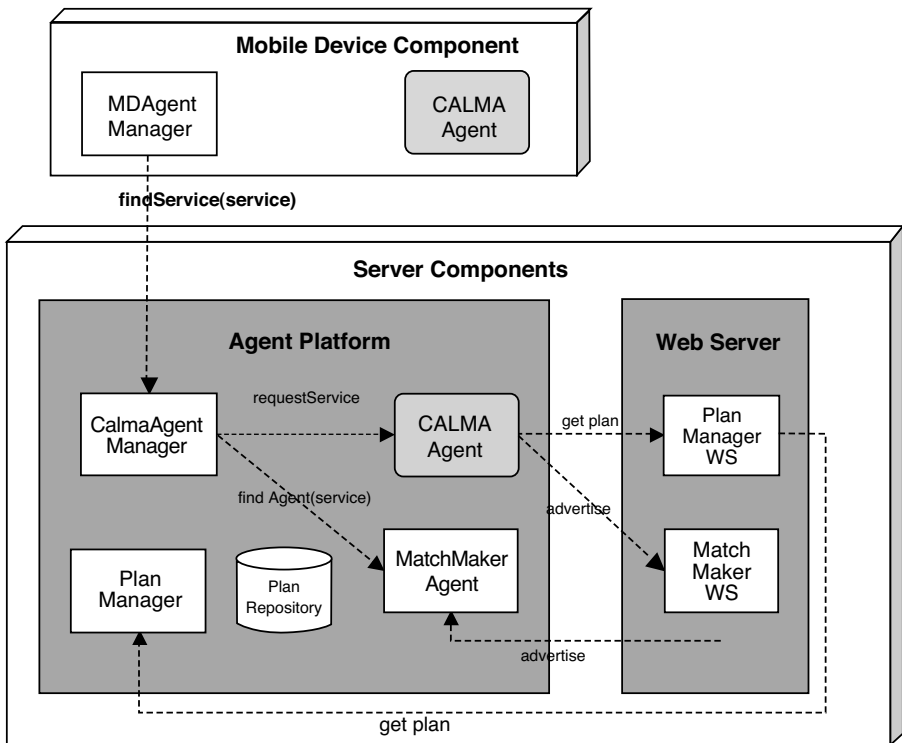 Mobile Device Component
MDAgent
Manager
CALMA
Agent
findService(service)
Server Components
Agent Platform
Web Server
requestService
CalmaAgent
Manager
CALMA
Agent
get plan
Plan
Manager
WS
find Agent(service)
advertise
Plan
Manager
Plan
Repository
MatchMaker
Agent
Match
Maker
WS
advertise
get plan